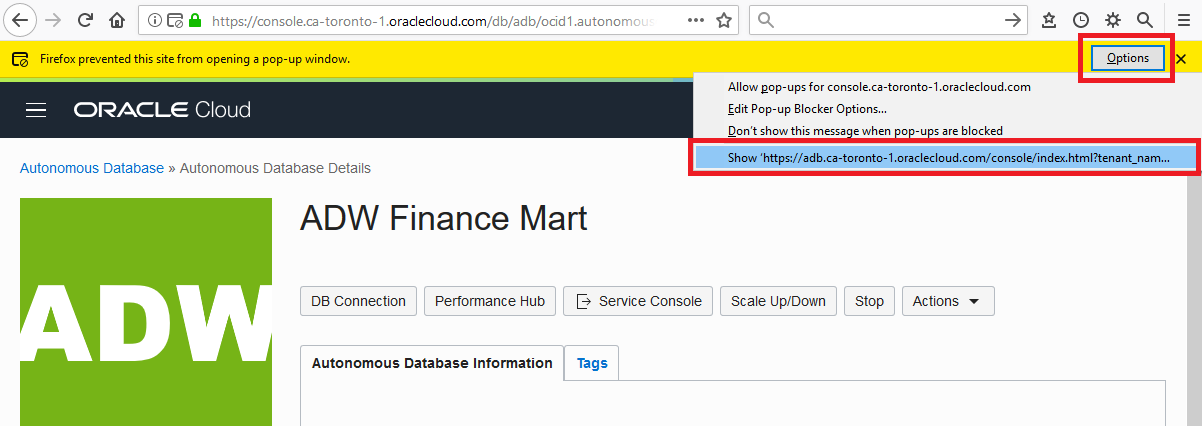 https://console.ca-toronto-1.oraclecloud.com/db/adb/ocid1.autonomous
Firefox prevented this site from opening a pop-up window.
Options
Allow pop-ups for console.ca-toronto-1.oraclecloud.com
Edit Pop-up Blocker Options...
Don't show this message when pop-ups are blocked
Show 'https://adb.ca-toronto-1.oraclecloud.com/console/index.html?tenant_nam...
ORACLE Cloud
Autonomous Database » Autonomous Database Details
ADW
ADW Finance Mart
DB Connection Performance Hub Service Console Scale Up/Down Stop Actions
Autonomous Database Information Tags